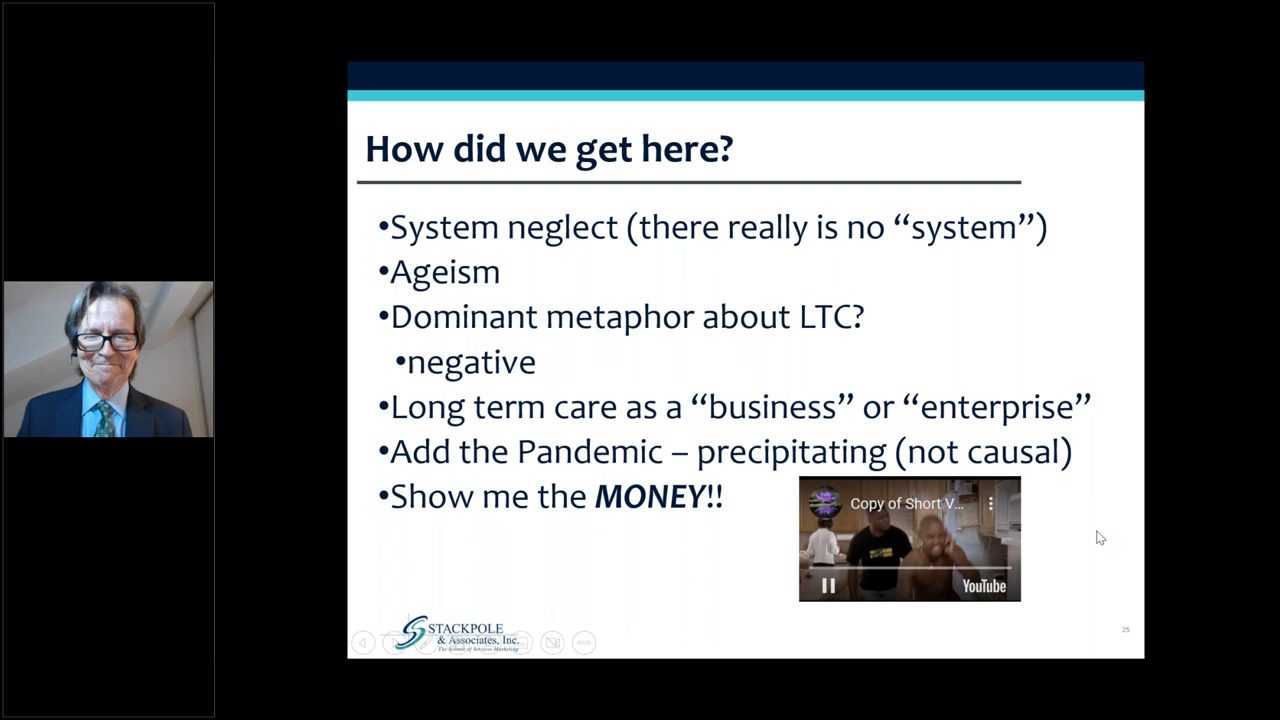 How did we get here?
•System neglect (there really is no “system”)
•Ageism
•Dominant metaphor about LTC?
•negative
•Long term care as a “business” or “enterprise”
•Add the Pandemic – precipitating (not causal)
•Show me the MONEY!!
Copy of Short V...
YouTube
STACKPOLE
& Associates, Inc.
The Science of Services Marketing
25